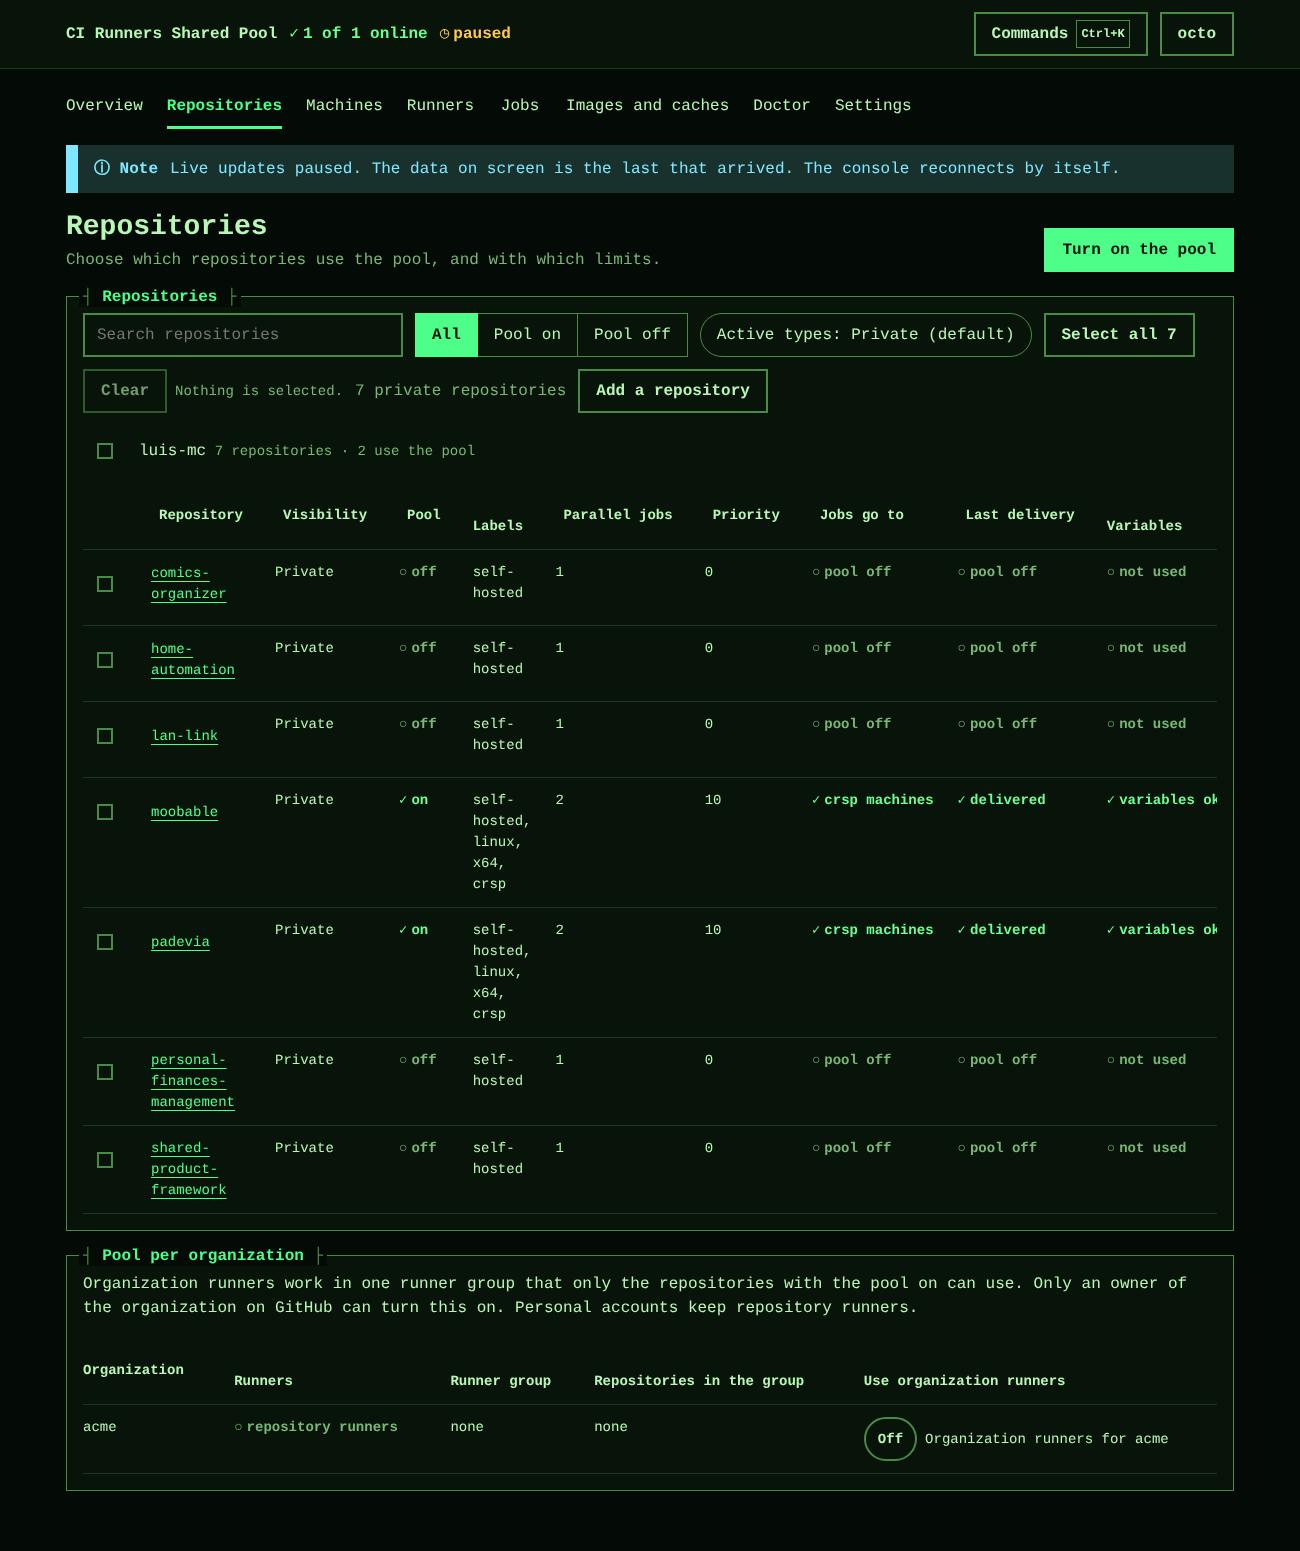 CI Runners Shared Pool ✓ 1 of 1 online ◷ paused Commands Ctrl+K octo
Overview Repositories Machines Runners Jobs Images and caches Doctor Settings
ⓘ Note Live updates paused. The data on screen is the last that arrived. The console reconnects by itself.
Repositories
Choose which repositories use the pool, and with which limits.
Turn on the pool
┤ Repositories ├
Search repositories All Pool on Pool off Active types: Private (default) Select all 7
Clear Nothing is selected. 7 private repositories Add a repository
luis-mc 7 repositories · 2 use the pool
Repository Visibility Pool Labels Parallel jobs Priority Jobs go to Last delivery Variables
comics- Private ○ off self- 1 0 ○ pool off ○ pool off ○ not used
organizer hosted
home- Private ○ off self- 1 0 ○ pool off ○ pool off ○ not used
automation hosted
lan-link Private ○ off self- 1 0 ○ pool off ○ pool off ○ not used
hosted
moobable Private ✓ on self- 2 10 ✓ crsp machines ✓ delivered ✓ variables ok
hosted,
linux,
x64,
crsp
padevia Private ✓ on self- 2 10 ✓ crsp machines ✓ delivered ✓ variables ok
hosted,
linux,
x64,
crsp
personal- Private ○ off self- 1 0 ○ pool off ○ pool off ○ not used
finances- hosted
management
shared- Private ○ off self- 1 0 ○ pool off ○ pool off ○ not used
product- hosted
framework
┤ Pool per organization ├
Organization runners work in one runner group that only the repositories with the pool on can use. Only an owner of
the organization on GitHub can turn this on. Personal accounts keep repository runners.
Organization Runners Runner group Repositories in the group Use organization runners
acme ○ repository runners none none Off Organization runners for acme